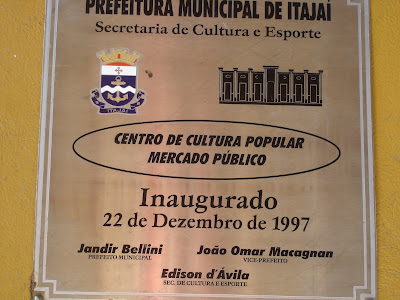 PREFEITURA MUNICIPAL DE ITAJAÍ
Secretaria de Cultura e Esporte
ITAJAÍ
CENTRO DE CULTURA POPULAR
MERCADO PÚBLICO
Inaugurado
22 de Dezembro de 1997
Jandir Bellini
PREFEITO MUNICIPAL
João Omar Macagnan
VICE-PREFEITO
Edison d'Ávila
SEC. DE CULTURA E ESPORTE